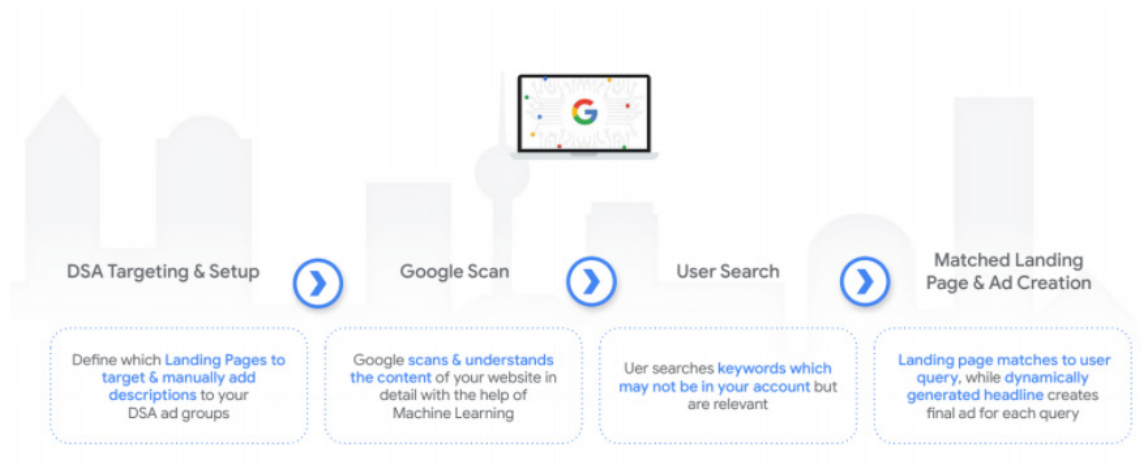 DSA Targeting & Setup
Google Scan
User Search
Matched Landing
Page & Ad Creation
Define which Landing Pages to
target & manually add
descriptions to your
DSA ad groups
Google scans & understands
the content of your website in
detail with the help of
Machine Learning
Uer searches keywords which
may not be in your account but
are relevant
Landing page matches to user
query, while dynamically
generated headline creates
final ad for each query